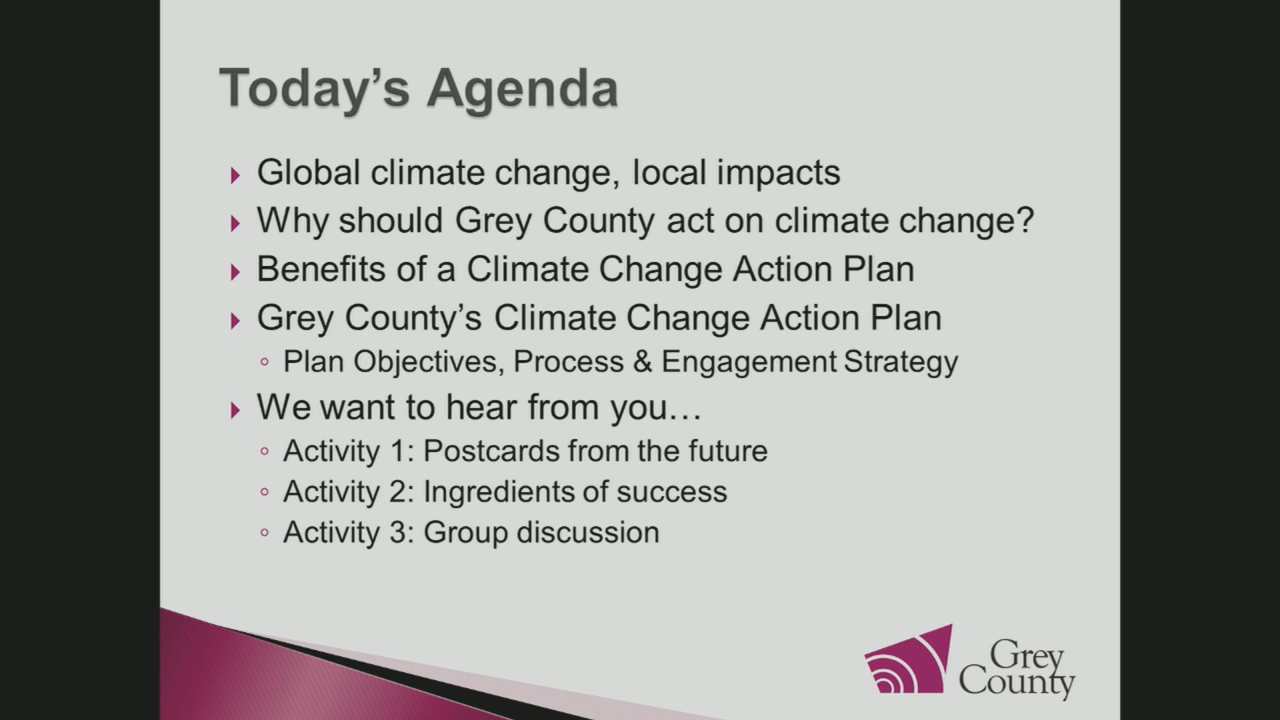 Today’s Agenda
Global climate change, local impacts
Why should Grey County act on climate change?
Benefits of a Climate Change Action Plan
Grey County’s Climate Change Action Plan
Plan Objectives, Process & Engagement Strategy
We want to hear from you…
Activity 1: Postcards from the future
Activity 2: Ingredients of success
Activity 3: Group discussion
Grey
County